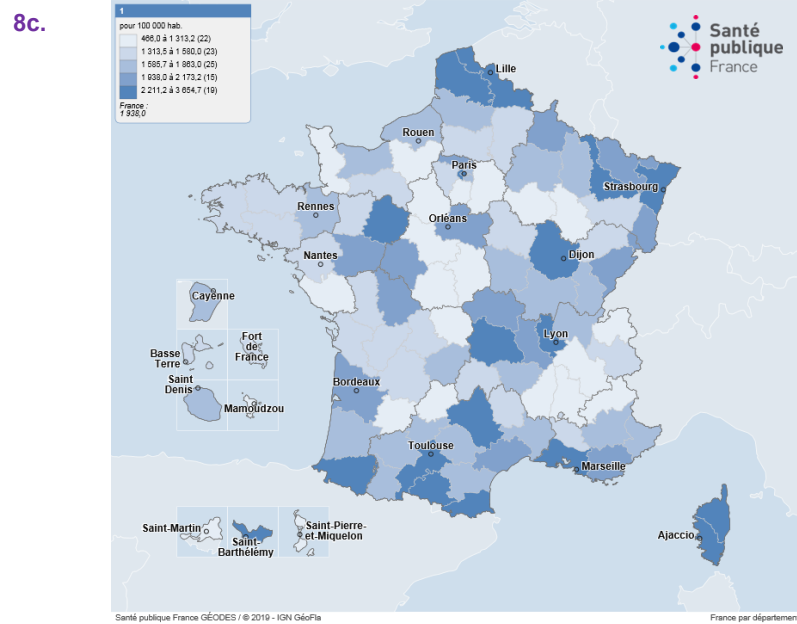 8c.
1
pour 100 000 hab.
466,0 à 1 313,2 (22)
1 313,5 à 1 580,0 (23)
1 585,7 à 1 863,0 (25)
1 938,0 à 2 173,2 (15)
2 211,2 à 3 654,7 (19)
France :
1 938,0
Santé
publique
France
Lille
Rouen
Paris
Strasbourg
Rennes
Orléans
Nantes
Dijon
Cayenne
Lyon
Basse
Terre
Fort
de
France
Saint
Denis
Mamoudzou
Bordeaux
Toulouse
Marseille
Saint-Martin
Saint-
Barthélémy
Saint-Pierre-
et-Miquelon
Ajaccio
Santé publique France GÉODES / © 2019 - IGN GéoFla
France par département